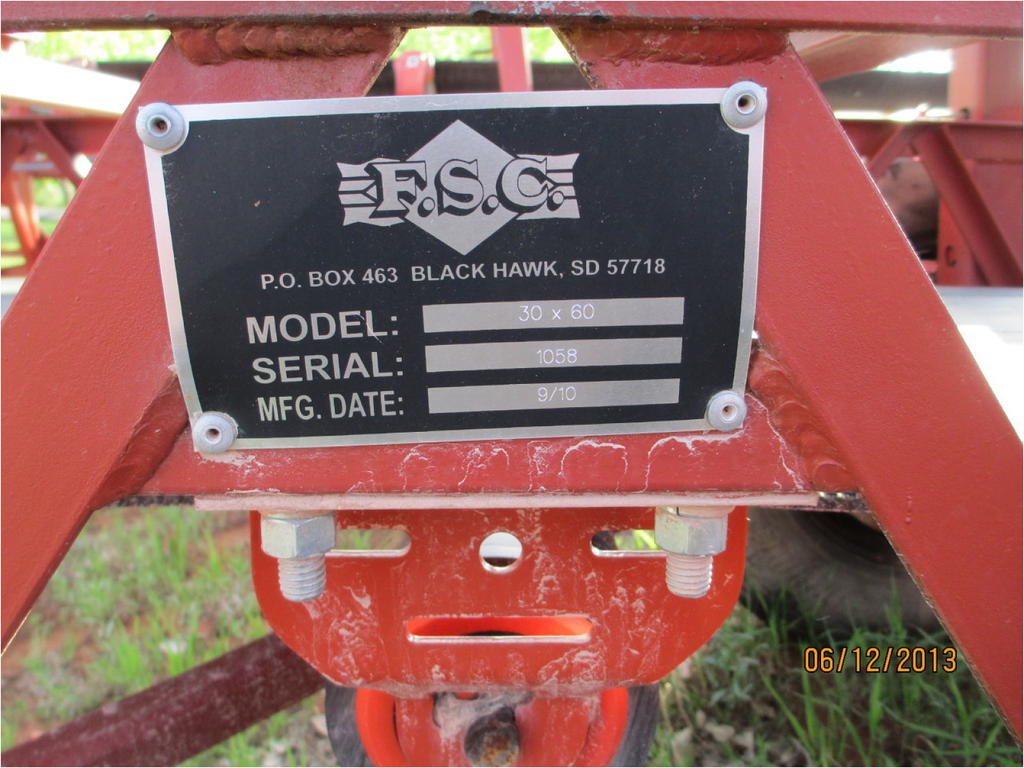 F.S.C.
P.O. BOX 463 BLACK HAWK, SD 57718
MODEL: 30 x 60
SERIAL: 1058
MFG. DATE: 9/10
06/12/2013